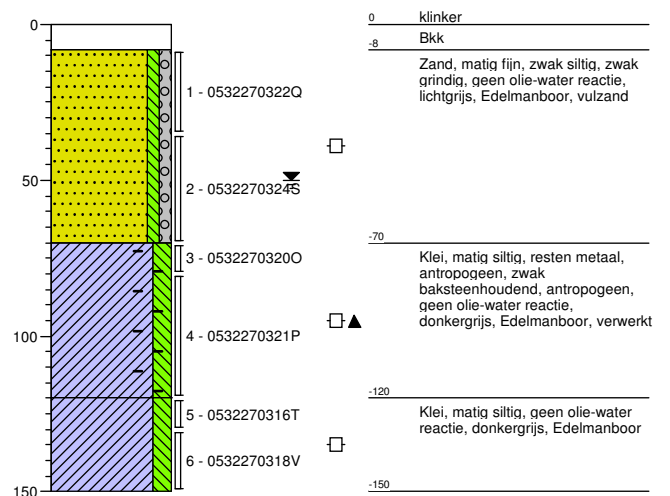 0
50
100
150
1 - 0532270322Q
2 - 0532270324S
3 - 0532270320O
4 - 0532270321P
5 - 0532270316T
6 - 0532270318V
0 klinker
Bkk
-8
Zand, matig fijn, zwak siltig, zwak
grindig, geen olie-water reactie,
lichtgrijs, Edelmanboor, vulzand
-70
Klei, matig siltig, resten metaal,
antropogeen, zwak
baksteenhoudend, antropogeen,
geen olie-water reactie,
donkergrijs, Edelmanboor, verwerkt
-120
Klei, matig siltig, geen olie-water
reactie, donkergrijs, Edelmanboor
-150